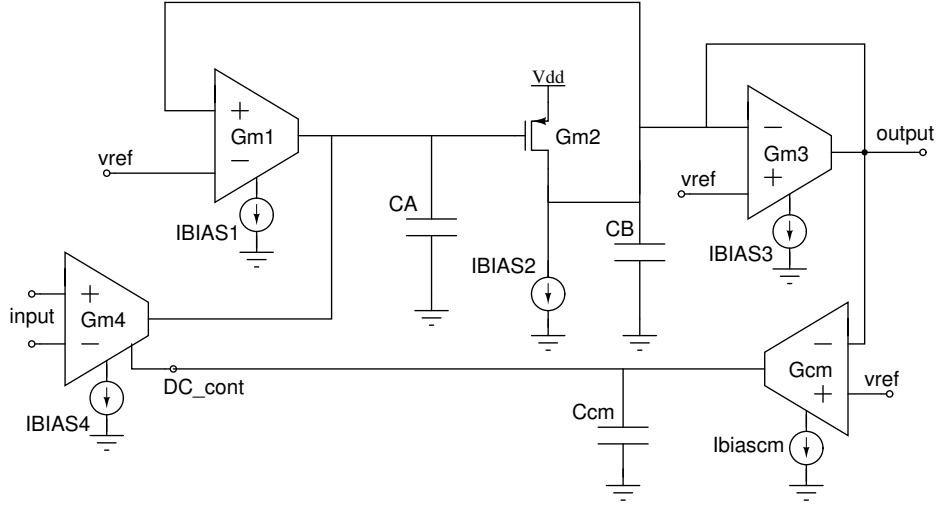 Vdd
+
Gm1
−
vref
IBIAS1
Gm2
−
Gm3
+
output
vref
IBIAS3
CA
CB
IBIAS2
input
+
Gm4
−
IBIAS4
DC_cont
Ccm
−
Gcm
+
vref
Ibiascm